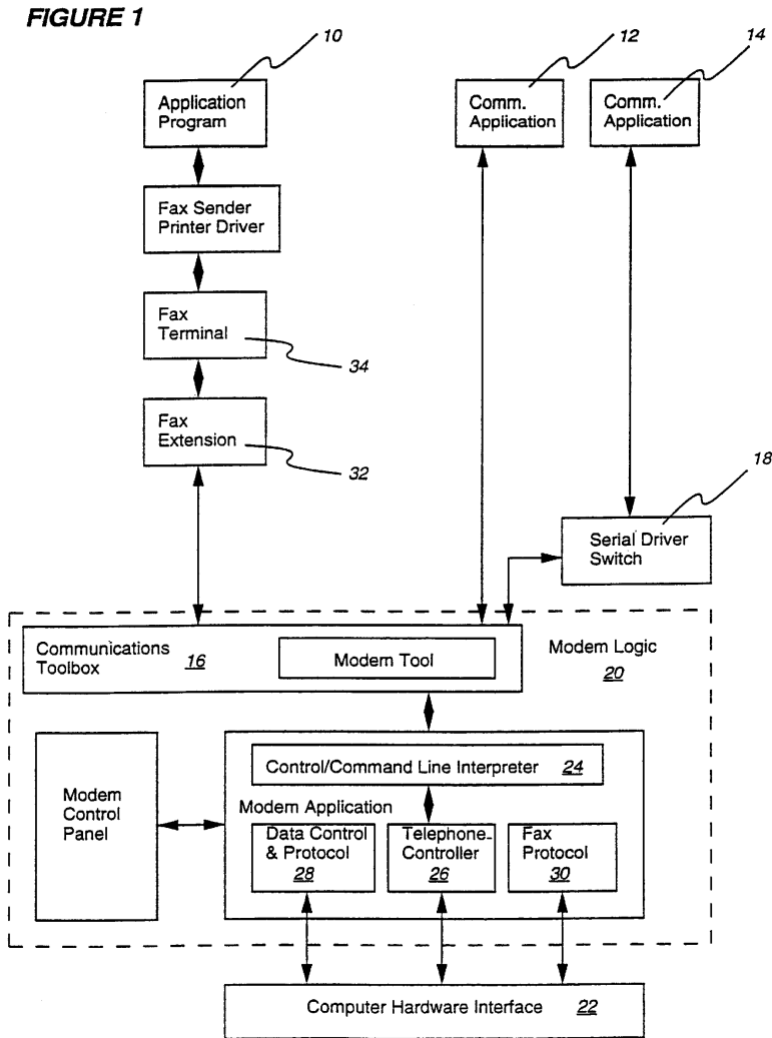 FIGURE 1
10
12
14
Application
Program
Comm.
Application
Comm.
Application
Fax Sender
Printer Driver
Fax
Terminal
34
Fax
Extension
32
18
Serial Driver
Switch
Communications
Toolbox
16
Modem Tool
Modem Logic
20
Modem
Control
Panel
Control/Command Line Interpreter 24
Modem Application
Data Control
& Protocol
28
Telephone
Controller
26
Fax
Protocol
30
Computer Hardware Interface 22